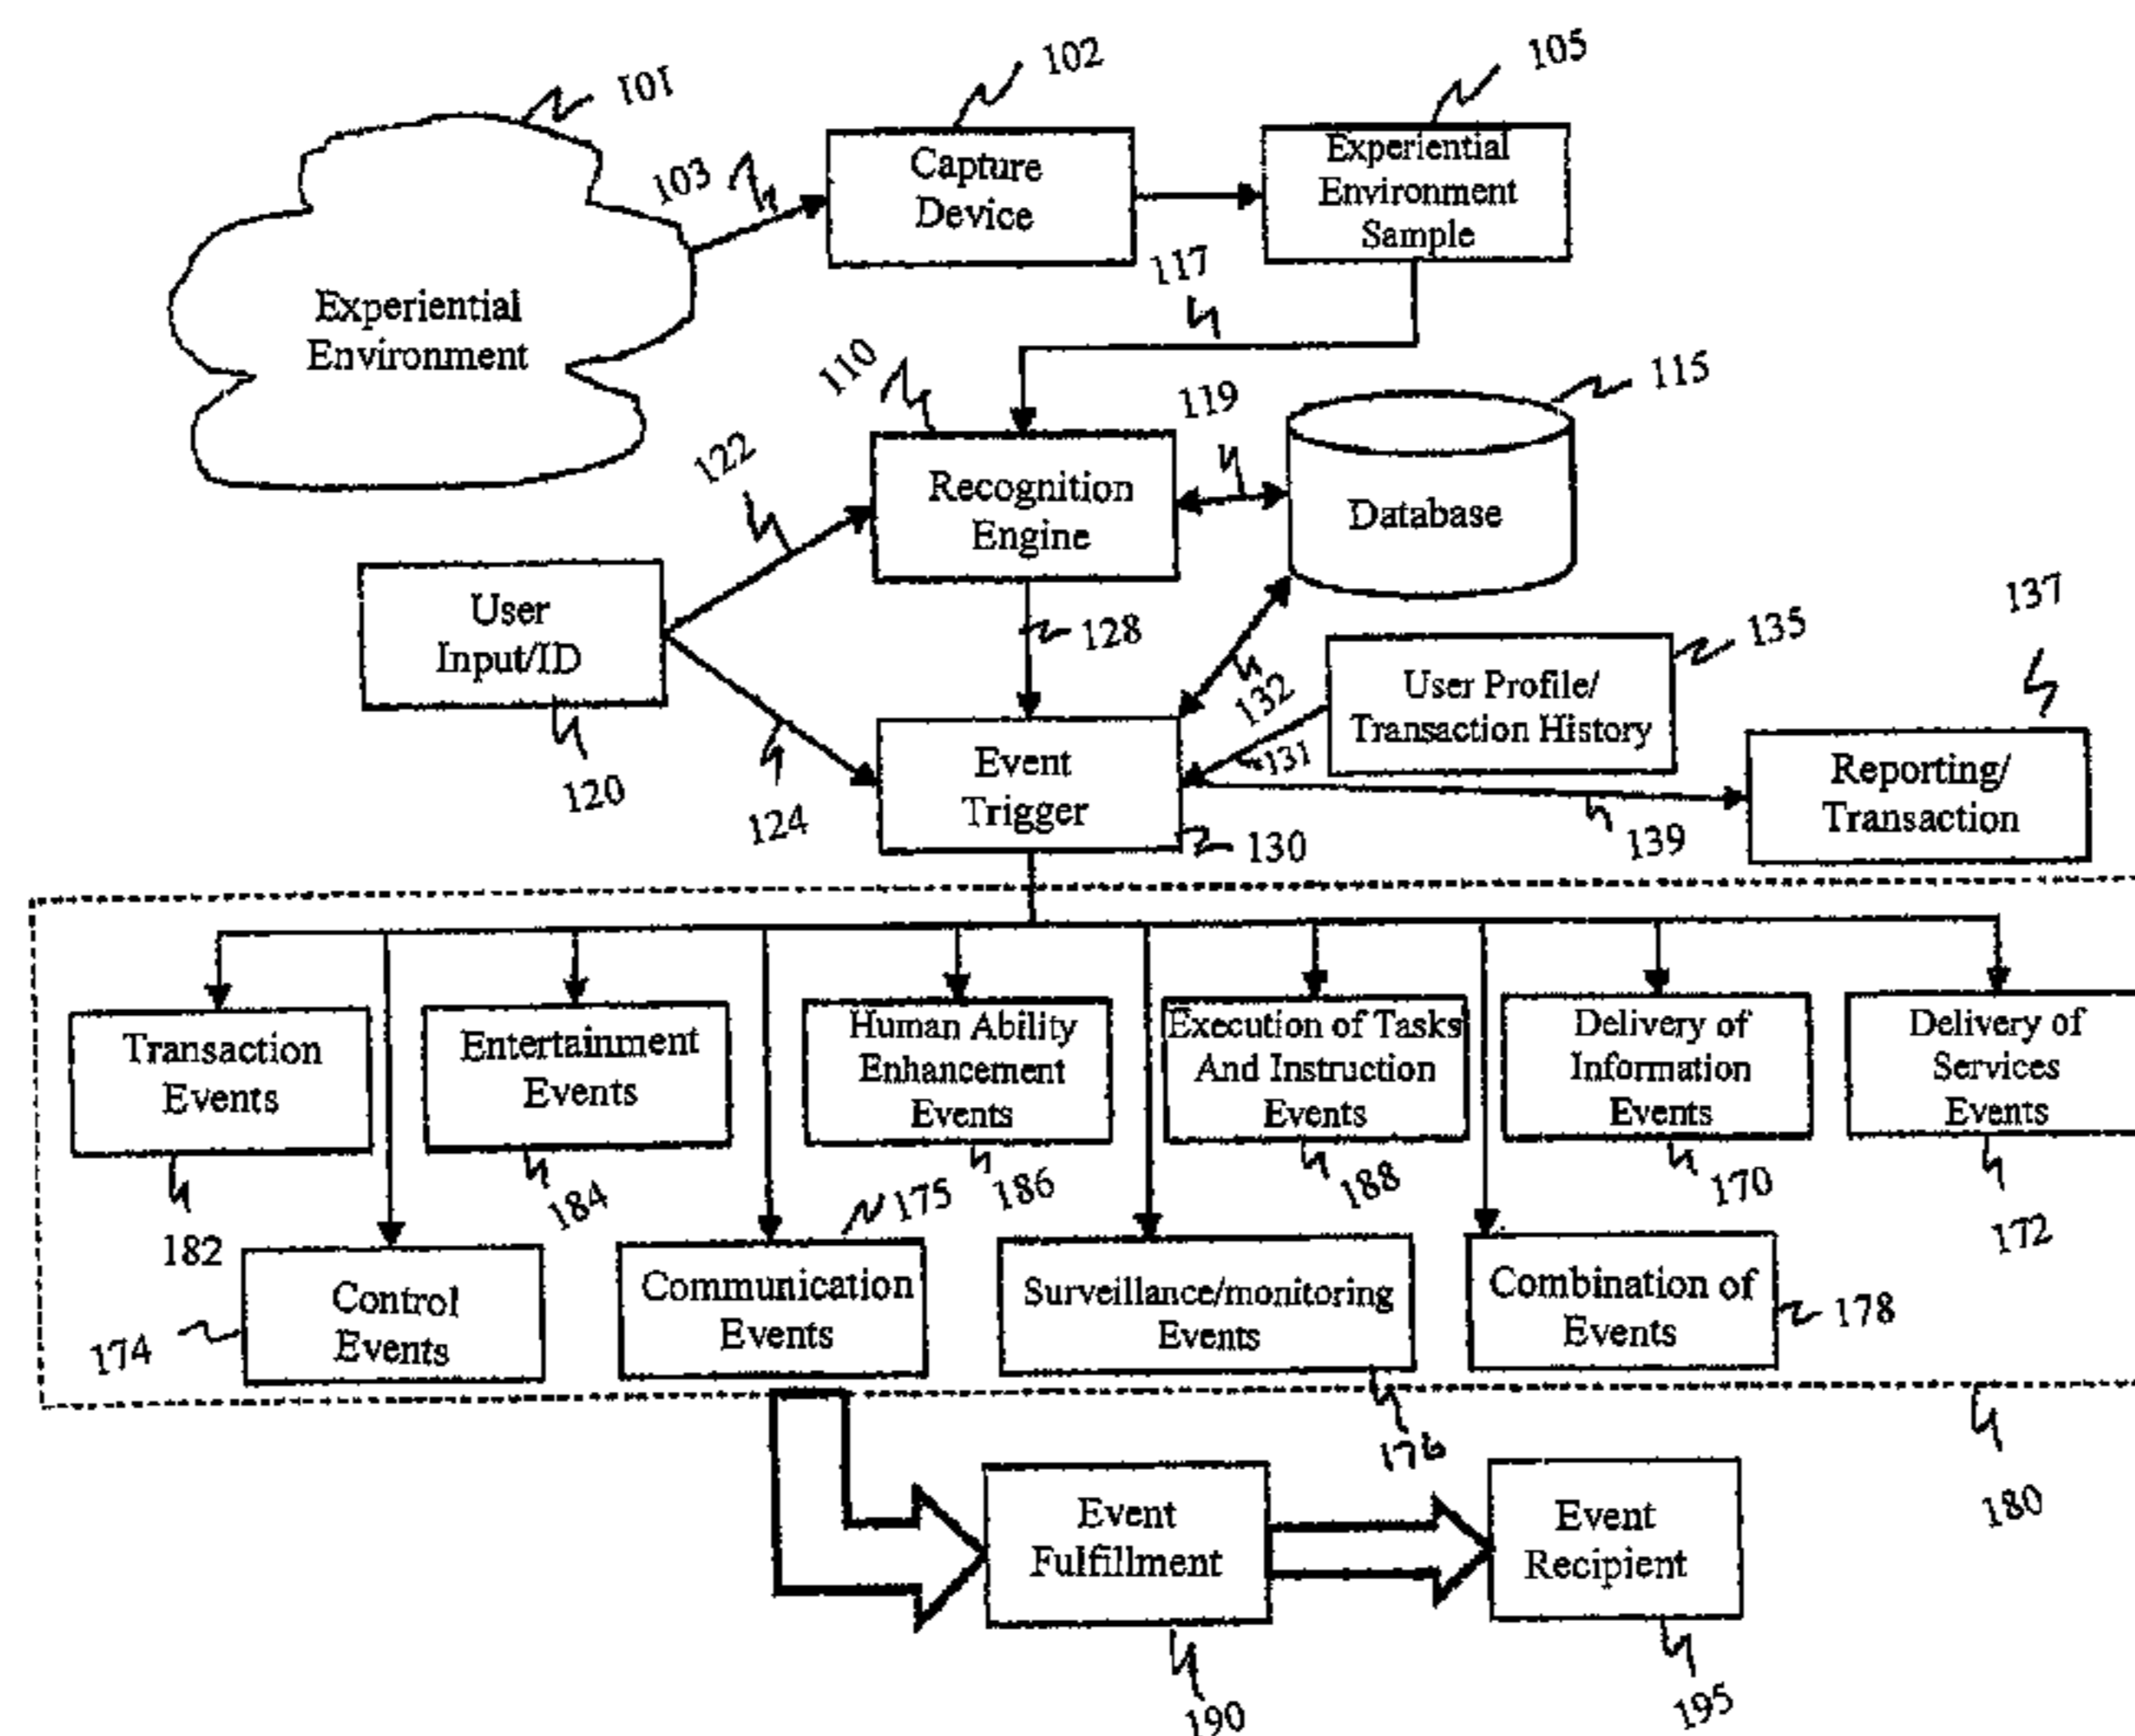 101
102
105
103
Capture
Device
Experiential
Environment
Sample
117
Experiential
Environment
110
119
115
122
Recognition
Engine
Database
User
Input/ID
128
137
135
User Profile/
Transaction History
132
131
120
124
Event
Trigger
130
139
Reporting/
Transaction
Transaction
Events
Entertainment
Events
Human Ability
Enhancement
Events
Execution of Tasks
And Instruction
Events
Delivery of
Information
Events
Delivery of
Services
Events
182
184
175
186
188
170
172
174
Control
Events
Communication
Events
Surveillance/monitoring
Events
Combination of
Events
178
176
180
Event
Fulfillment
Event
Recipient
190
195